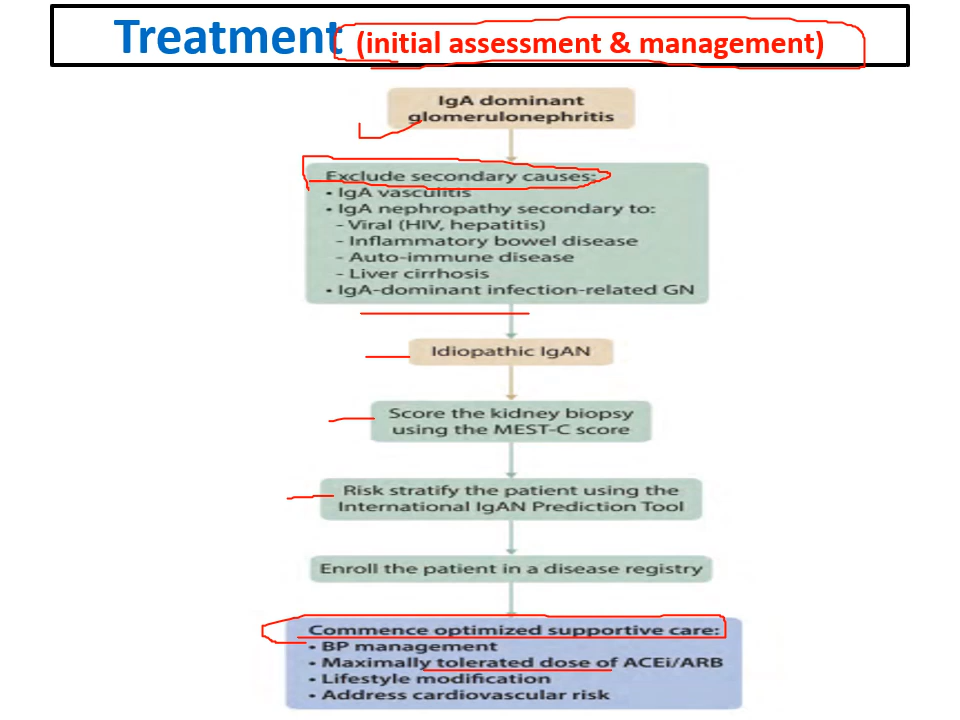 Treatment (initial assessment & management)
IgA dominant
glomerulonephritis
Exclude secondary causes:
• IgA vasculitis
• IgA nephropathy secondary to:
- Viral (HIV, hepatitis)
- Inflammatory bowel disease
- Auto-immune disease
- Liver cirrhosis
• IgA-dominant infection-related GN
Idiopathic IgAN
Score the kidney biopsy
using the MEST-C score
Risk stratify the patient using the
International IgAN Prediction Tool
Enroll the patient in a disease registry
Commence optimized supportive care:
• BP management
• Maximally tolerated dose of ACEi/ARB
• Lifestyle modification
• Address cardiovascular risk